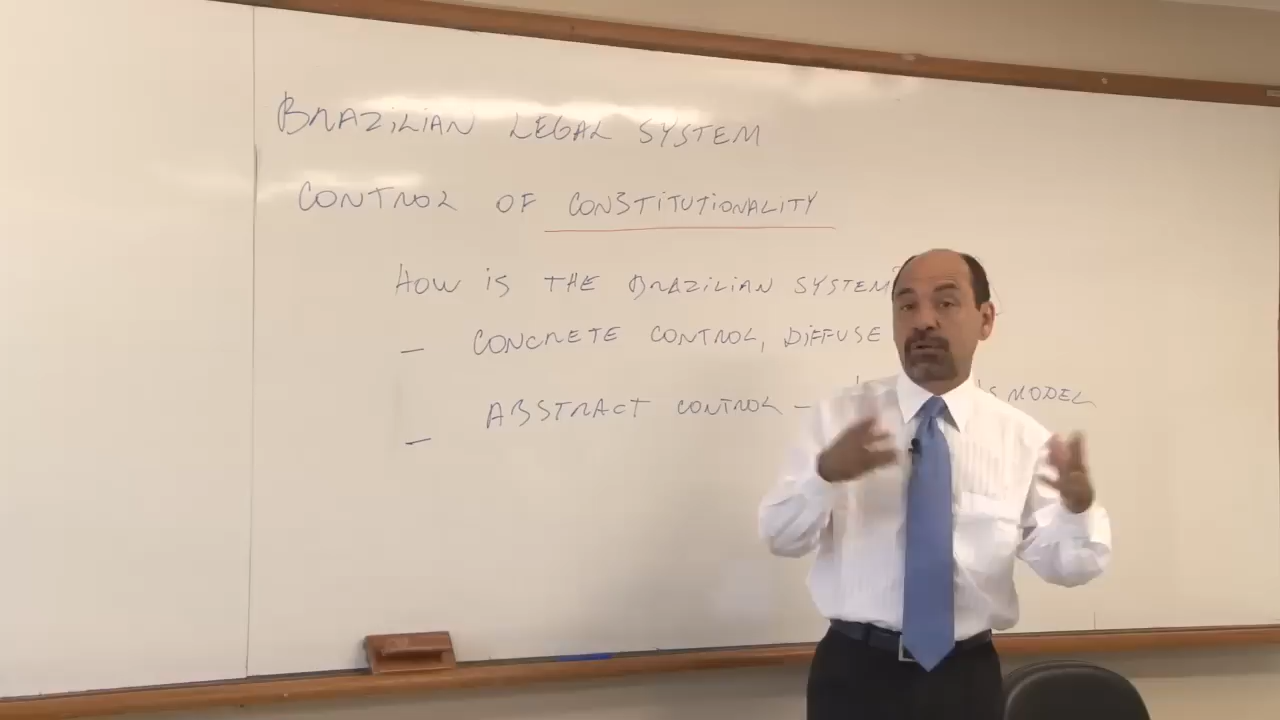 BRAZILIAN LEGAL SYSTEM
CONTROL OF CONSTITUTIONALITY
HOW IS THE BRAZILIAN SYSTEM
— CONCRETE CONTROL, DIFFUSE
— ABSTRACT CONTROL — MODEL